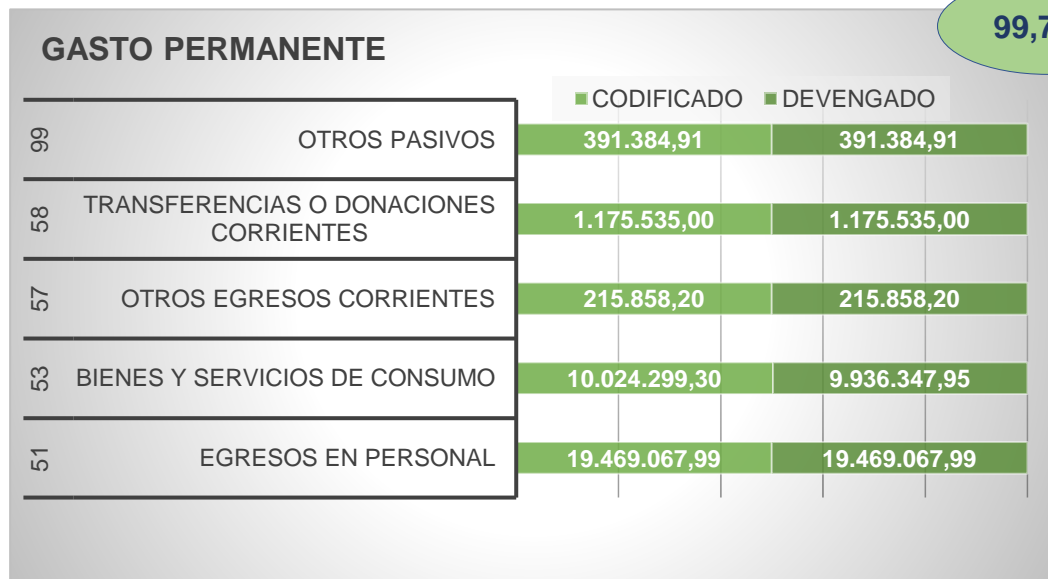 99,7
GASTO PERMANENTE
CODIFICADO DEVENGADO
99 OTROS PASIVOS 391.384,91 391.384,91
58 TRANSFERENCIAS O DONACIONES
CORRIENTES 1.175.535,00 1.175.535,00
57 OTROS EGRESOS CORRIENTES 215.858,20 215.858,20
53 BIENES Y SERVICIOS DE CONSUMO 10.024.299,30 9.936.347,95
51 EGRESOS EN PERSONAL 19.469.067,99 19.469.067,99